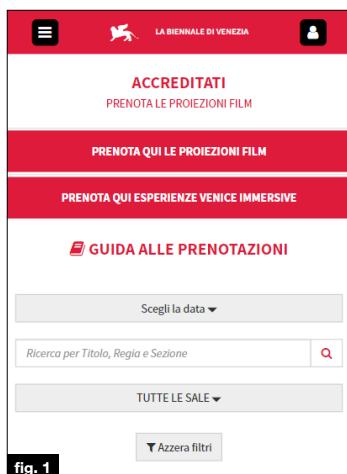 LA BIENNALE DI VENEZIA
ACCREDITATI
PRENOTA LE PROIEZIONI FILM
PRENOTA QUI LE PROIEZIONI FILM
PRENOTA QUI ESPERIENZE VENICE IMMERSIVE
GUIDA ALLE PRENOTAZIONI
Scegli la data
Ricerca per Titolo, Regia e Sezione
TUTTE LE SALE
Azzera filtri
fig. 1